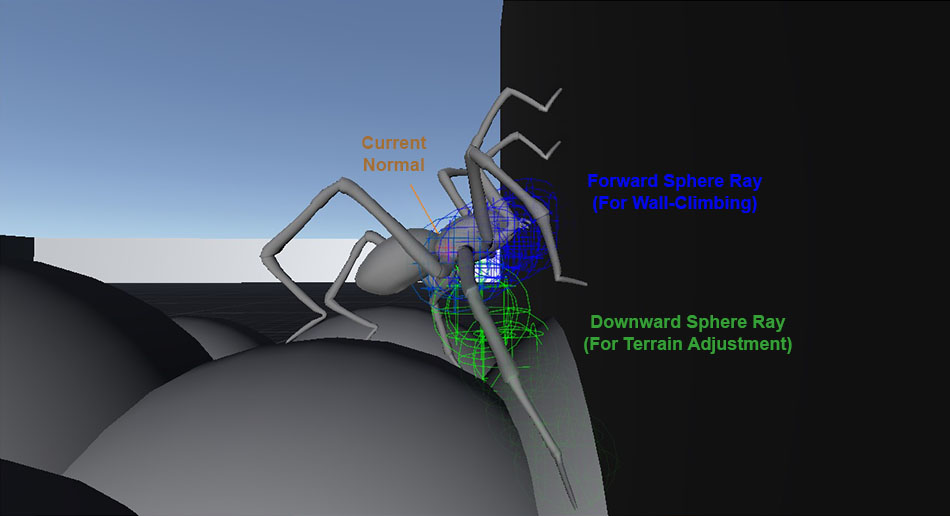 Current
Normal
Forward Sphere Ray
(For Wall-Climbing)
Downward Sphere Ray
(For Terrain Adjustment)